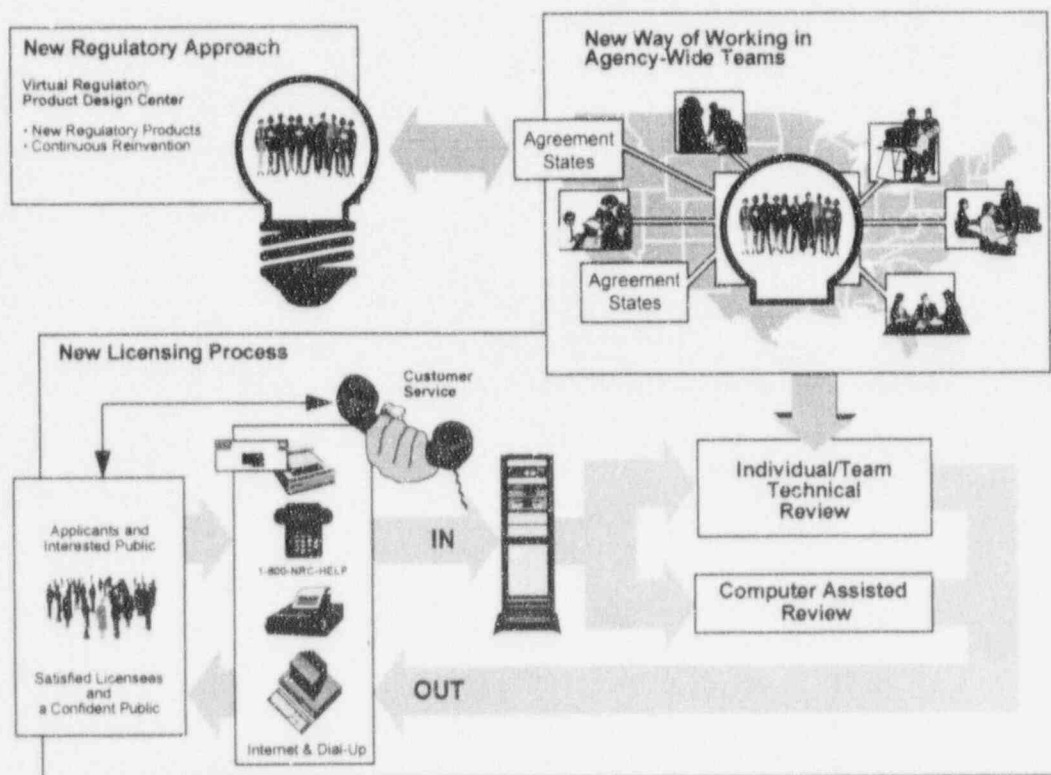 New Regulatory Approach
Virtual Regulatory
Product Design Center
• New Regulatory Products
• Continuous Reinvention
New Way of Working in
Agency-Wide Teams
Agreement
States
Agreement
States
New Licensing Process
Customer
Service
Applicants and
Interested Public
Satisfied Licensees
and
a Confident Public
1-800-NRC-HELP
Internet & Dial-Up
IN
OUT
Individual/Team
Technical
Review
Computer Assisted
Review